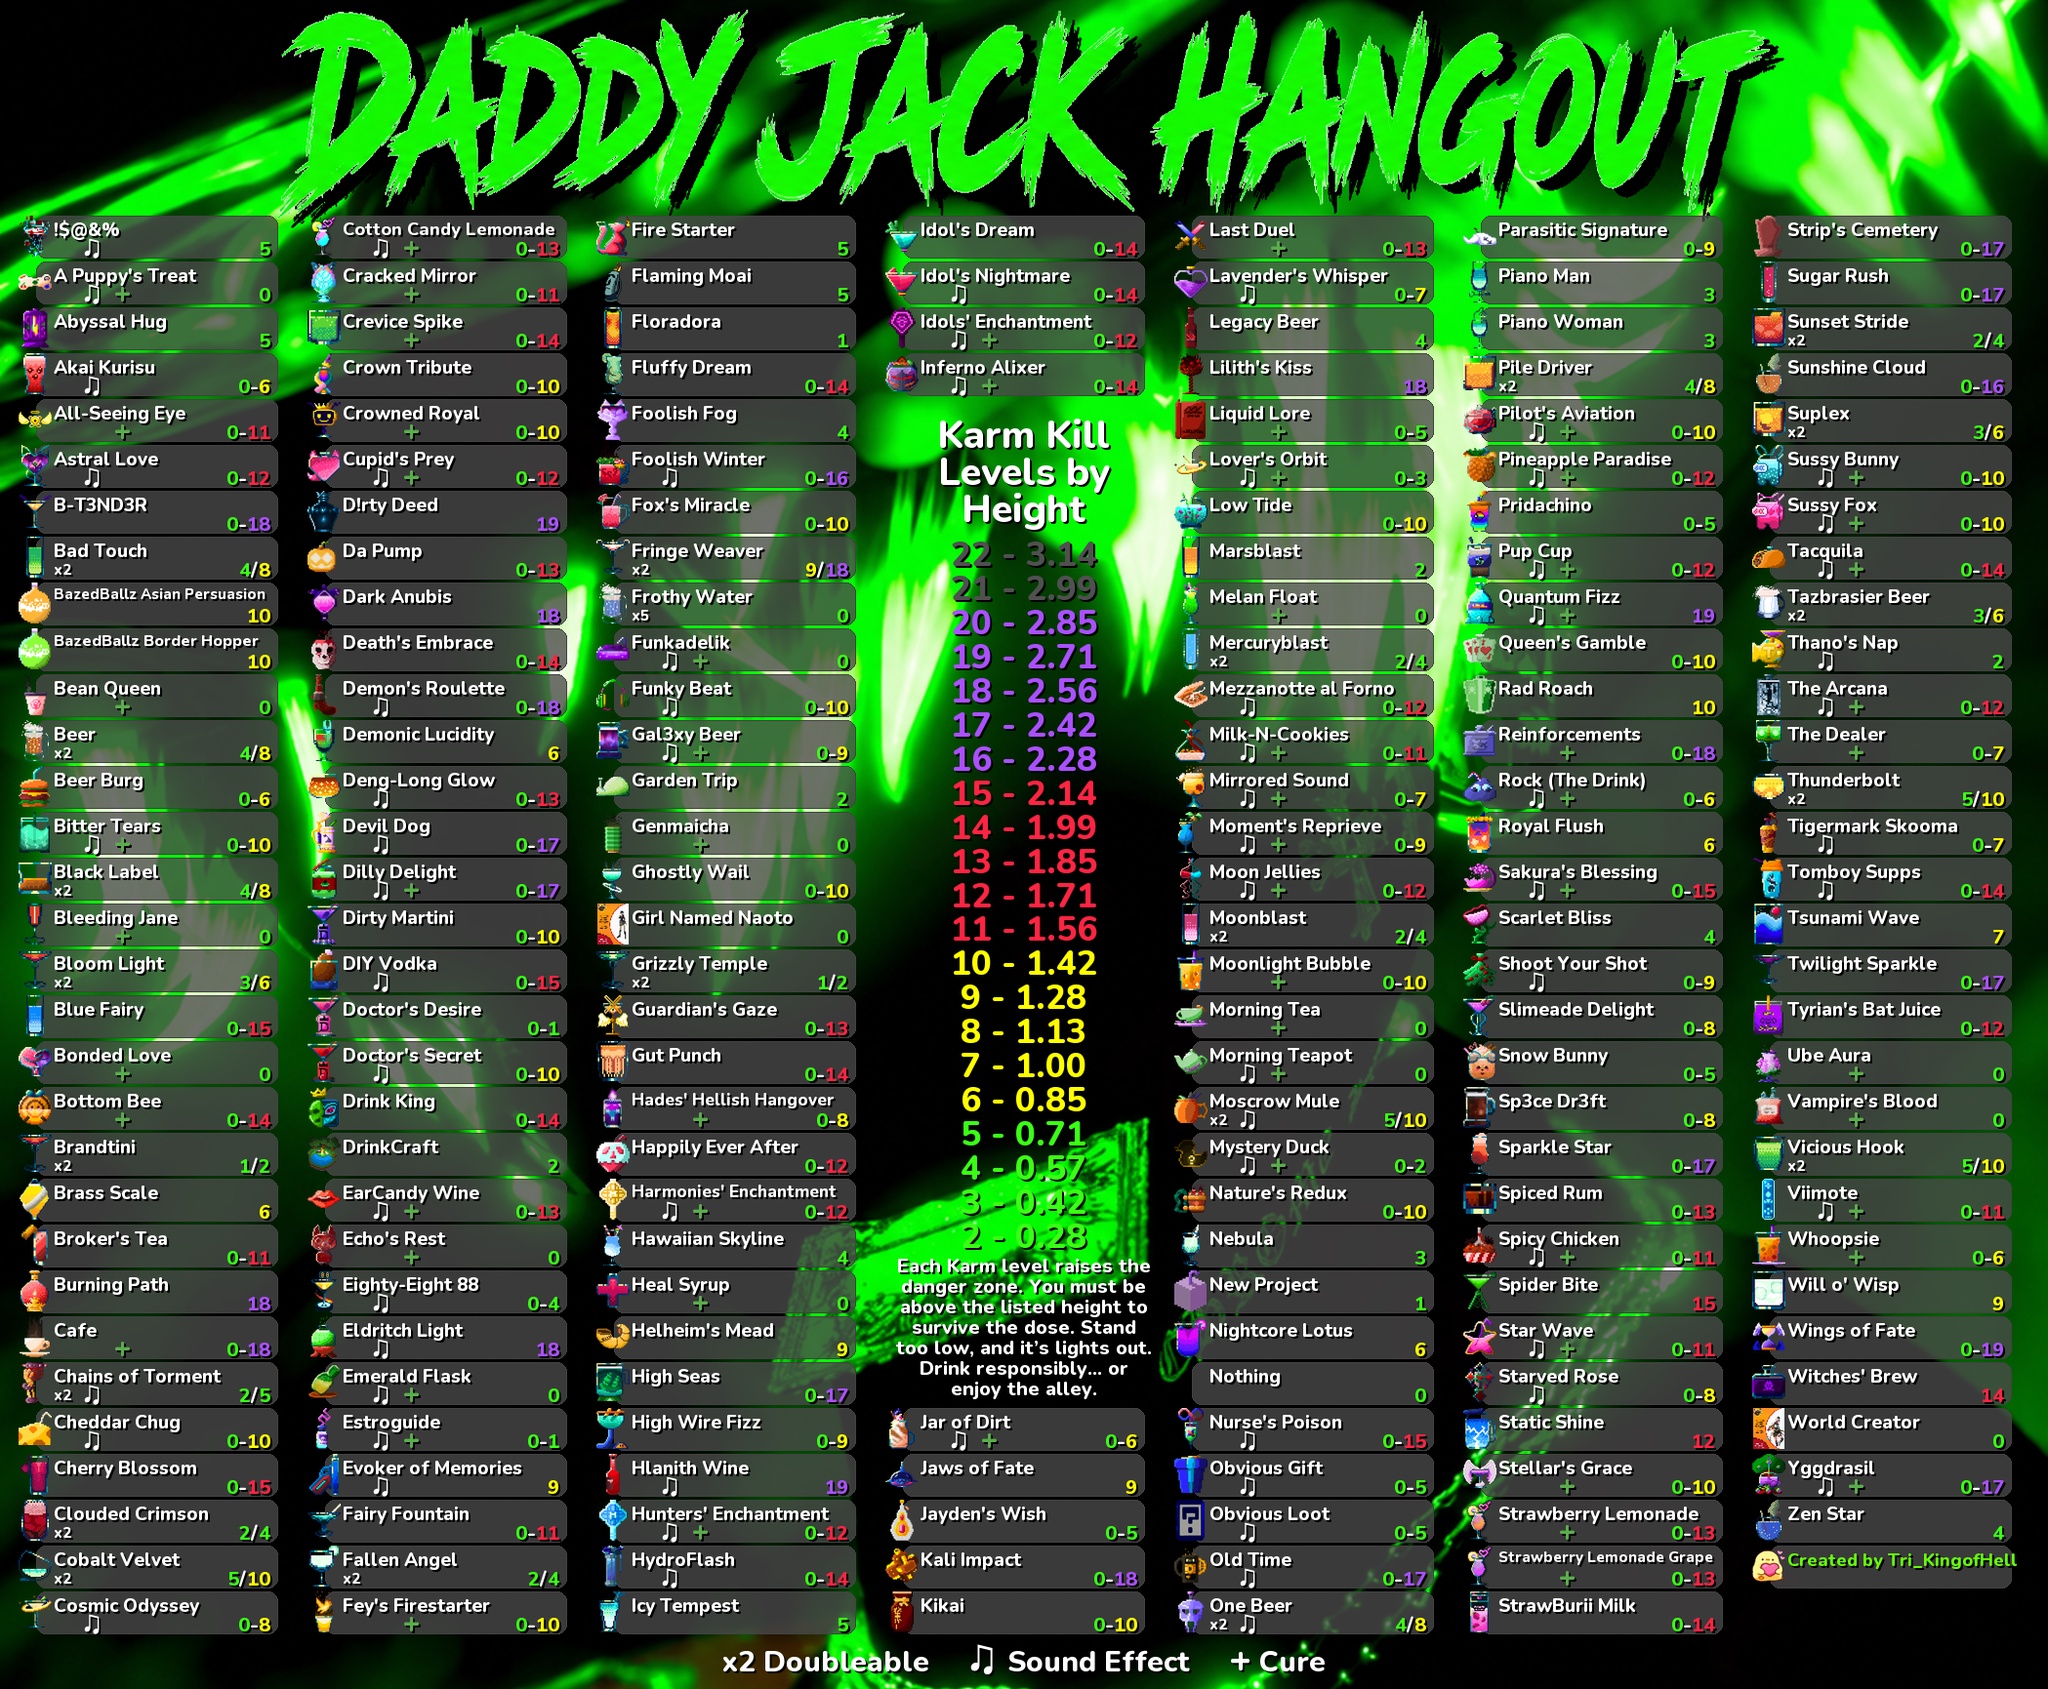 DADDY JACK HANGOUT
!$@&%
♫ 5
A Puppy's Treat
♫ + 0
Abyssal Hug
5
Akai Kurisu
♫ 0-6
All-Seeing Eye
+ 0-11
Astral Love
♫ 0-12
B-T3ND3R
0-18
Bad Touch
x2 4/8
BazedBallz Asian Persuasion
10
BazedBallz Border Hopper
10
Bean Queen
+ 0
Beer
x2 4/8
Beer Burg
0-6
Bitter Tears
♫ + 0-10
Black Label
x2 4/8
Bleeding Jane
+ 0
Bloom Light
x2 3/6
Blue Fairy
0-15
Bonded Love
+ 0
Bottom Bee
+ 0-14
Brandtini
x2 1/2
Brass Scale
6
Broker's Tea
0-11
Burning Path
18
Cafe
+ 0-18
Chains of Torment
x2 ♫ 2/5
Cheddar Chug
♫ 0-10
Cherry Blossom
0-15
Clouded Crimson
x2 2/4
Cobalt Velvet
x2 5/10
Cosmic Odyssey
♫ 0-8
Cotton Candy Lemonade
♫ + 0-13
Cracked Mirror
+ 0-11
Crevice Spike
+ 0-14
Crown Tribute
0-10
Crowned Royal
+ 0-10
Cupid's Prey
♫ + 0-12
D!rty Deed
19
Da Pump
0-13
Dark Anubis
18
Death's Embrace
0-14
Demon's Roulette
♫ 0-18
Demonic Lucidity
6
Deng-Long Glow
♫ 0-13
Devil Dog
♫ 0-17
Dilly Delight
♫ + 0-17
Dirty Martini
0-10
DIY Vodka
♫ 0-15
Doctor's Desire
0-1
Doctor's Secret
♫ 0-10
Drink King
0-14
DrinkCraft
2
EarCandy Wine
♫ + 0-13
Echo's Rest
+ 0
Eighty-Eight 88
♫ 0-4
Eldritch Light
♫ 18
Emerald Flask
♫ + 0
Estroguide
♫ + 0-1
Evoker of Memories
♫ 9
Fairy Fountain
0-11
Fallen Angel
x2 2/4
Fey's Firestarter
+ 0-10
Fire Starter
5
Flaming Moai
5
Floradora
1
Fluffy Dream
0-14
Foolish Fog
4
Foolish Winter
♫ 0-16
Fox's Miracle
0-10
Fringe Weaver
x2 9/18
Frothy Water
x5 0
Funkadelik
♫ + 0
Funky Beat
♫ 0-10
Gal3xy Beer
♫ + 0-9
Garden Trip
2
Genmaicha
+ 0
Ghostly Wail
0-10
Girl Named Naoto
0
Grizzly Temple
x2 1/2
Guardian's Gaze
0-13
Gut Punch
0-14
Hades' Hellish Hangover
+ 0-8
Happily Ever After
0-12
Harmonies' Enchantment
♫ + 0-12
Hawaiian Skyline
4
Heal Syrup
+ 0
Helheim's Mead
9
High Seas
0-17
High Wire Fizz
0-9
Hlanith Wine
19
Hunters' Enchantment
♫ + 0-12
HydroFlash
♫ 0-14
Icy Tempest
5
Idol's Dream
0-14
Idol's Nightmare
♫ 0-14
Idols' Enchantment
♫ + 0-12
Inferno Alixer
♫ + 0-14
Karm Kill
Levels by
Height
22 - 3.14
21 - 2.99
20 - 2.85
19 - 2.71
18 - 2.56
17 - 2.42
16 - 2.28
15 - 2.14
14 - 1.99
13 - 1.85
12 - 1.71
11 - 1.56
10 - 1.42
9 - 1.28
8 - 1.13
7 - 1.00
6 - 0.85
5 - 0.71
4 - 0.57
3 - 0.42
2 - 0.28
Each Karm level raises the
danger zone. You must be
above the listed height to
survive the dose. Stand
too low, and it's lights out.
Drink responsibly... or
enjoy the alley.
Jar of Dirt
♫ + 0-6
Jaws of Fate
9
Jayden's Wish
0-5
Kali Impact
0-18
Kikai
0-10
Last Duel
+ 0-13
Lavender's Whisper
♫ 0-7
Legacy Beer
4
Lilith's Kiss
18
Liquid Lore
+ 0-5
Lover's Orbit
♫ + 0-3
Low Tide
0-10
Marsblast
2
Melan Float
+ 0
Mercuryblast
x2 2/4
Mezzanotte al Forno
♫ 0-12
Milk-N-Cookies
♫ + 0-11
Mirrored Sound
♫ + 0-7
Moment's Reprieve
♫ + 0-9
Moon Jellies
♫ + 0-12
Moonblast
x2 2/4
Moonlight Bubble
+ 0-10
Morning Tea
+ 0
Morning Teapot
♫ + 0
Moscrow Mule
x2 ♫ 5/10
Mystery Duck
♫ + 0-2
Nature's Redux
0-10
Nebula
3
New Project
1
Nightcore Lotus
6
Nothing
0
Nurse's Poison
♫ 0-15
Obvious Gift
♫ 0-5
Obvious Loot
♫ 0-5
Old Time
♫ 0-17
One Beer
x2 ♫ 4/8
Parasitic Signature
0-9
Piano Man
3
Piano Woman
3
Pile Driver
x2 4/8
Pilot's Aviation
♫ + 0-10
Pineapple Paradise
♫ + 0-12
Pridachino
0-5
Pup Cup
♫ + 0-12
Quantum Fizz
♫ + 19
Queen's Gamble
0-10
Rad Roach
10
Reinforcements
+ 0-18
Rock (The Drink)
♫ + 0-6
Royal Flush
6
Sakura's Blessing
♫ + 0-15
Scarlet Bliss
4
Shoot Your Shot
♫ 0-9
Slimeade Delight
0-8
Snow Bunny
0-5
Sp3ce Dr3ft
0-8
Sparkle Star
0-17
Spiced Rum
0-13
Spicy Chicken
♫ + 0-11
Spider Bite
15
Star Wave
♫ + 0-11
Starved Rose
♫ 0-8
Static Shine
12
Stellar's Grace
+ 0-10
Strawberry Lemonade
+ 0-13
Strawberry Lemonade Grape
+ 0-13
StrawBurii Milk
0-14
Strip's Cemetery
0-17
Sugar Rush
0-17
Sunset Stride
x2 2/4
Sunshine Cloud
0-16
Suplex
x2 3/6
Sussy Bunny
♫ + 0-10
Sussy Fox
♫ + 0-10
Tacquila
♫ + 0-14
Tazbrasier Beer
x2 3/6
Thano's Nap
♫ 2
The Arcana
♫ + 0-12
The Dealer
+ 0-7
Thunderbolt
x2 5/10
Tigermark Skooma
♫ 0-7
Tomboy Supps
♫ 0-14
Tsunami Wave
7
Twilight Sparkle
0-17
Tyrian's Bat Juice
0-12
Ube Aura
+ 0
Vampire's Blood
+ 0
Vicious Hook
x2 5/10
Viimote
♫ + 0-11
Whoopsie
+ 0-6
Will o' Wisp
9
Wings of Fate
0-19
Witches' Brew
14
World Creator
0
Yggdrasil
♫ + 0-17
Zen Star
4
Created by Tri_KingofHell
x2 Doubleable ♫ Sound Effect + Cure